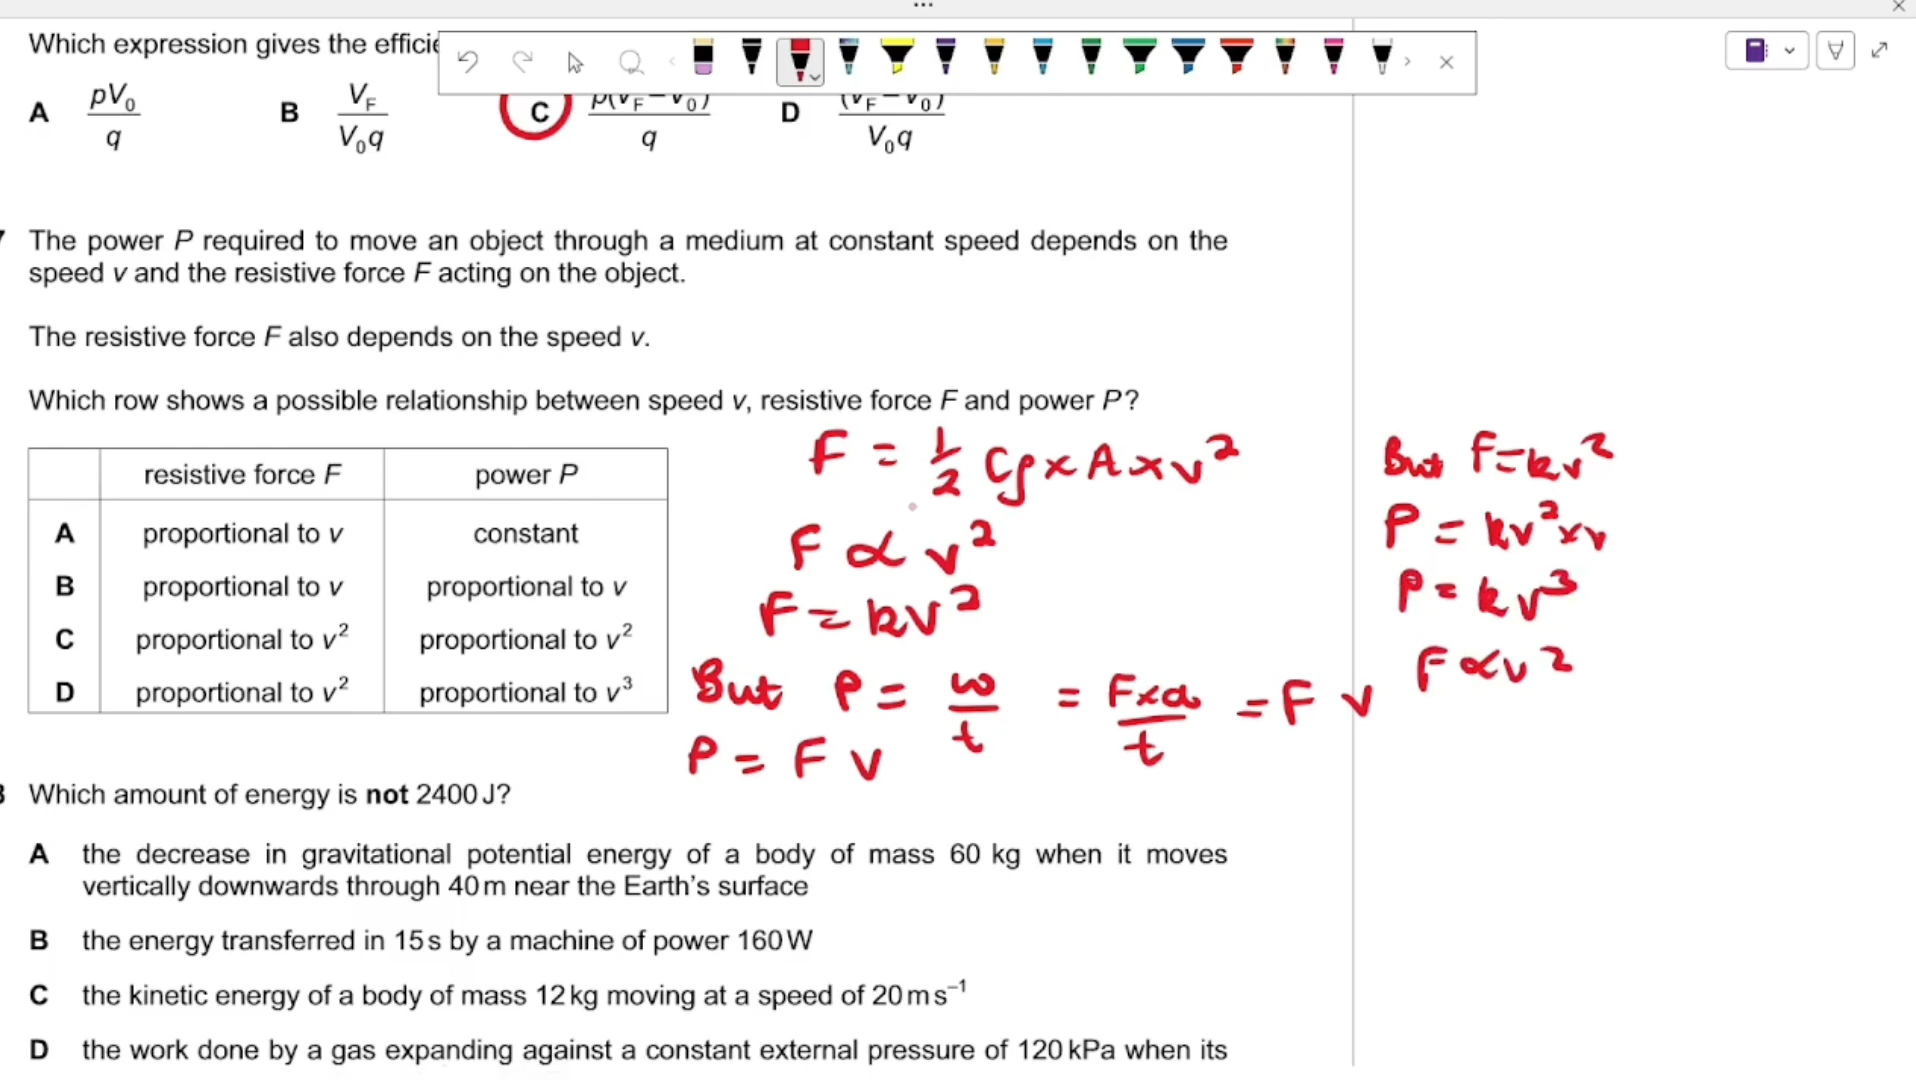 Which expression gives the
A pV₀/q B V_F/V₀q C p(V_F – V₀)/q D (V_F – V₀)/V₀q
The power P required to move an object through a medium at constant speed depends on the
speed v and the resistive force F acting on the object.
The resistive force F also depends on the speed v.
Which row shows a possible relationship between speed v, resistive force F and power P?
resistive force F power P
A proportional to v constant
B proportional to v proportional to v
C proportional to v² proportional to v²
D proportional to v² proportional to v³
F = ½ Cρ × A × v²
F ∝ v²
F = kv²
But P = w/t = F×d/t = F v
P = F v
But F = kv²
P = kv² × v
P = kv³
F ∝ v²
Which amount of energy is not 2400 J?
A the decrease in gravitational potential energy of a body of mass 60 kg when it moves
vertically downwards through 40 m near the Earth's surface
B the energy transferred in 15 s by a machine of power 160 W
C the kinetic energy of a body of mass 12 kg moving at a speed of 20 m s⁻¹
D the work done by a gas expanding against a constant external pressure of 120 kPa when its